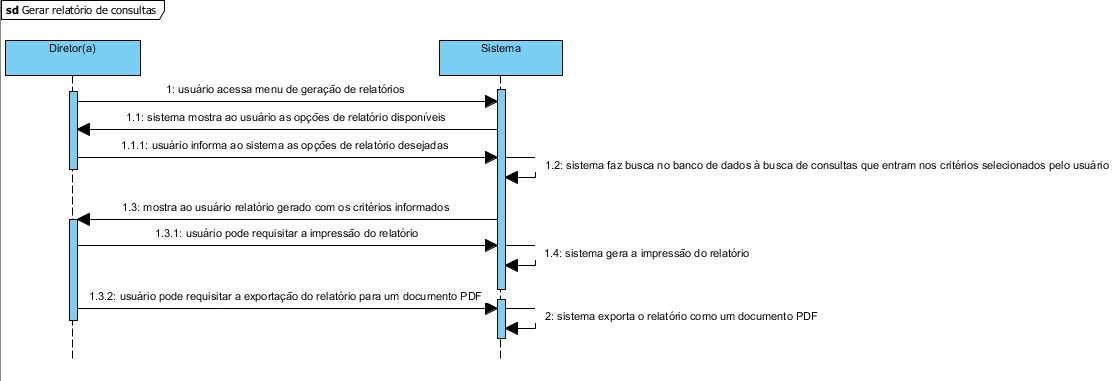 sd Gerar relatório de consultas
Diretor(a)
Sistema
1: usuário acessa menu de geração de relatórios
1.1: sistema mostra ao usuário as opções de relatório disponíveis
1.1.1: usuário informa ao sistema as opções de relatório desejadas
1.2: sistema faz busca no banco de dados à busca de consultas que entram nos critérios selecionados pelo usuário
1.3: mostra ao usuário relatório gerado com os critérios informados
1.3.1: usuário pode requisitar a impressão do relatório
1.4: sistema gera a impressão do relatório
1.3.2: usuário pode requisitar a exportação do relatório para um documento PDF
2: sistema exporta o relatório como um documento PDF